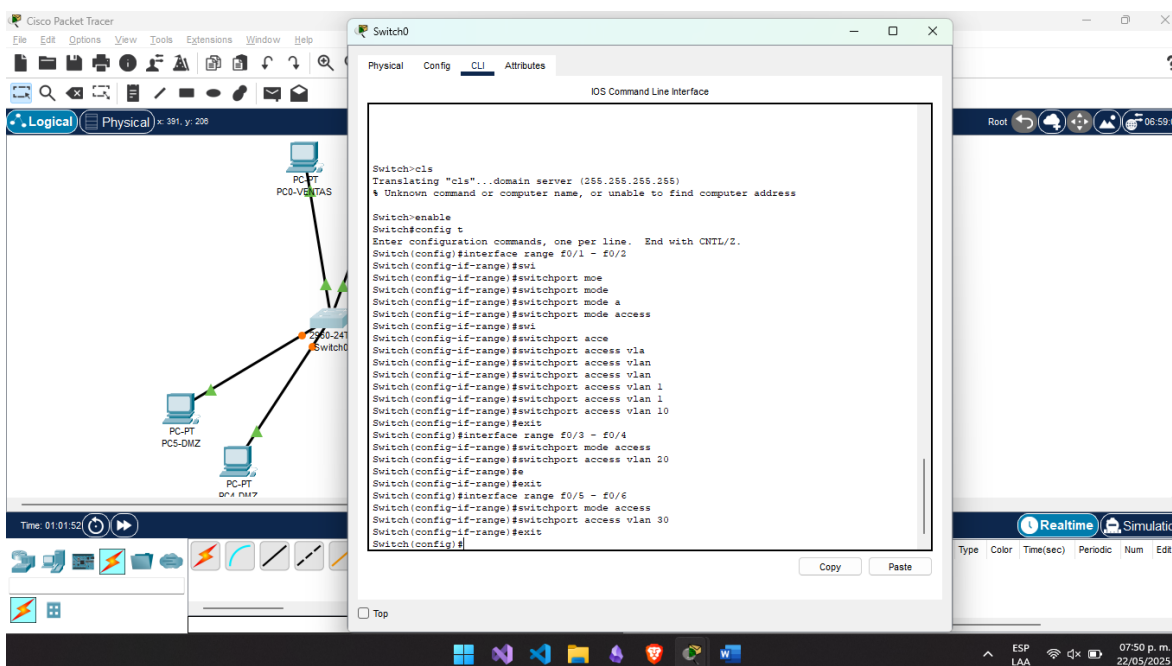 Cisco Packet Tracer
File Edit Options View Tools Extensions Window Help
Logical Physical x: 391, y: 206
Root 06:59:
PC-PT
PC0-VENTAS
2960-24T
Switch0
PC-PT
PC5-DMZ
PC-PT
PC4-DMZ
Switch0
Physical Config CLI Attributes
IOS Command Line Interface
Switch>cls
Translating "cls"...domain server (255.255.255.255)
% Unknown command or computer name, or unable to find computer address
Switch>enable
Switch#config t
Enter configuration commands, one per line. End with CNTL/Z.
Switch(config)#interface range f0/1 - f0/2
Switch(config-if-range)#swi
Switch(config-if-range)#switchport moe
Switch(config-if-range)#switchport mode
Switch(config-if-range)#switchport mode a
Switch(config-if-range)#switchport mode access
Switch(config-if-range)#swi
Switch(config-if-range)#switchport acce
Switch(config-if-range)#switchport access vla
Switch(config-if-range)#switchport access vlan
Switch(config-if-range)#switchport access vlan
Switch(config-if-range)#switchport access vlan 1
Switch(config-if-range)#switchport access vlan 1
Switch(config-if-range)#switchport access vlan 10
Switch(config-if-range)#exit
Switch(config)#interface range f0/3 - f0/4
Switch(config-if-range)#switchport mode access
Switch(config-if-range)#switchport access vlan 20
Switch(config-if-range)#e
Switch(config-if-range)#exit
Switch(config)#interface range f0/5 - f0/6
Switch(config-if-range)#switchport mode access
Switch(config-if-range)#switchport access vlan 30
Switch(config-if-range)#exit
Switch(config)#
Copy Paste
Top
Time: 01:01:52
Realtime Simulatio
Type Color Time(sec) Periodic Num Edit
ESP
LAA
07:50 p. m.
22/05/2025